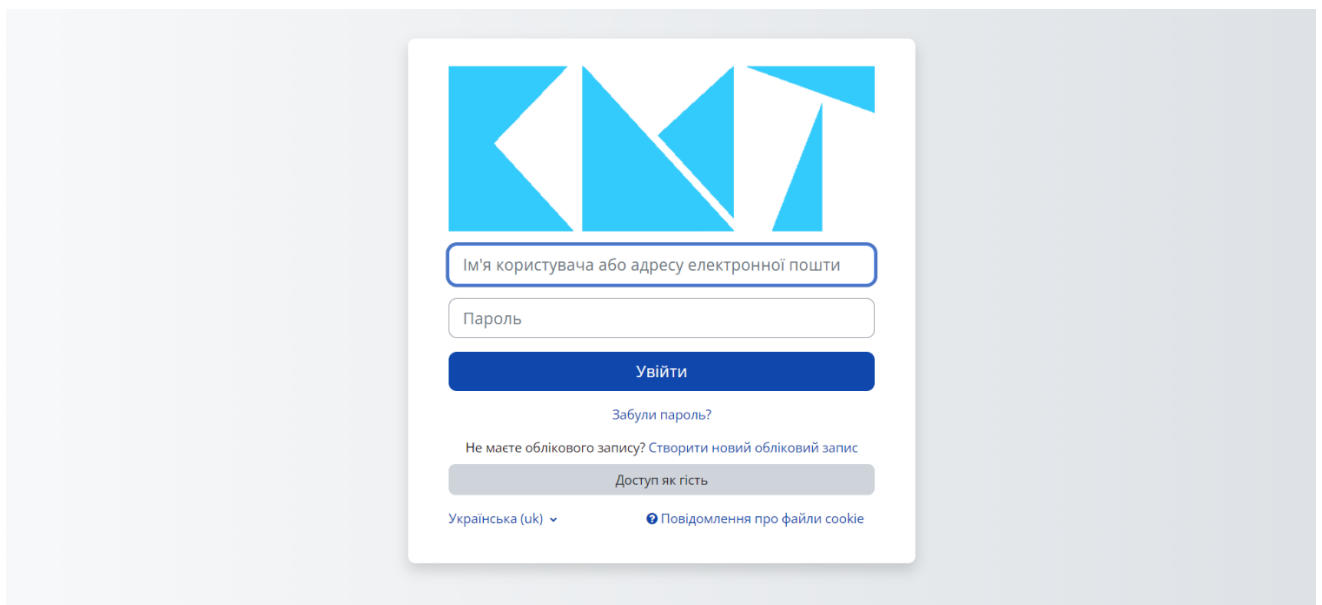 КМТ
Ім'я користувача або адресу електронної пошти
Пароль
Увійти
Забули пароль?
Не маєте облікового запису? Створити новий обліковий запис
Доступ як гість
Українська (uk)
Повідомлення про файли cookie